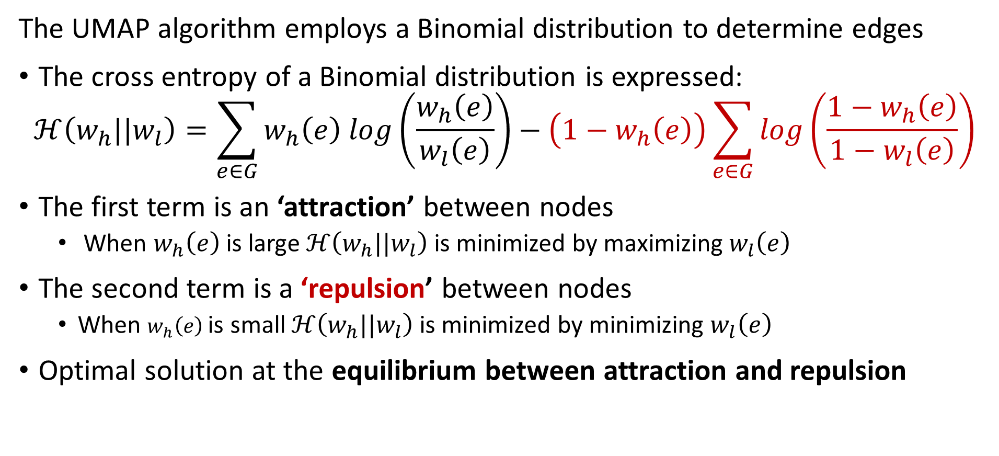 The UMAP algorithm employs a Binomial distribution to determine edges
• The cross entropy of a Binomial distribution is expressed:
$\mathcal{H}(w_h||w_l) = \sum_{e \in G} w_h(e) \, log\left(\frac{w_h(e)}{w_l(e)}\right) - (1 - w_h(e)) \sum_{e \in G} log\left(\frac{1 - w_h(e)}{1 - w_l(e)}\right)$
• The first term is an ‘attraction’ between nodes
• When $w_h(e)$ is large $\mathcal{H}(w_h||w_l)$ is minimized by maximizing $w_l(e)$
• The second term is a ‘repulsion’ between nodes
• When $w_h(e)$ is small $\mathcal{H}(w_h||w_l)$ is minimized by minimizing $w_l(e)$
• Optimal solution at the equilibrium between attraction and repulsion